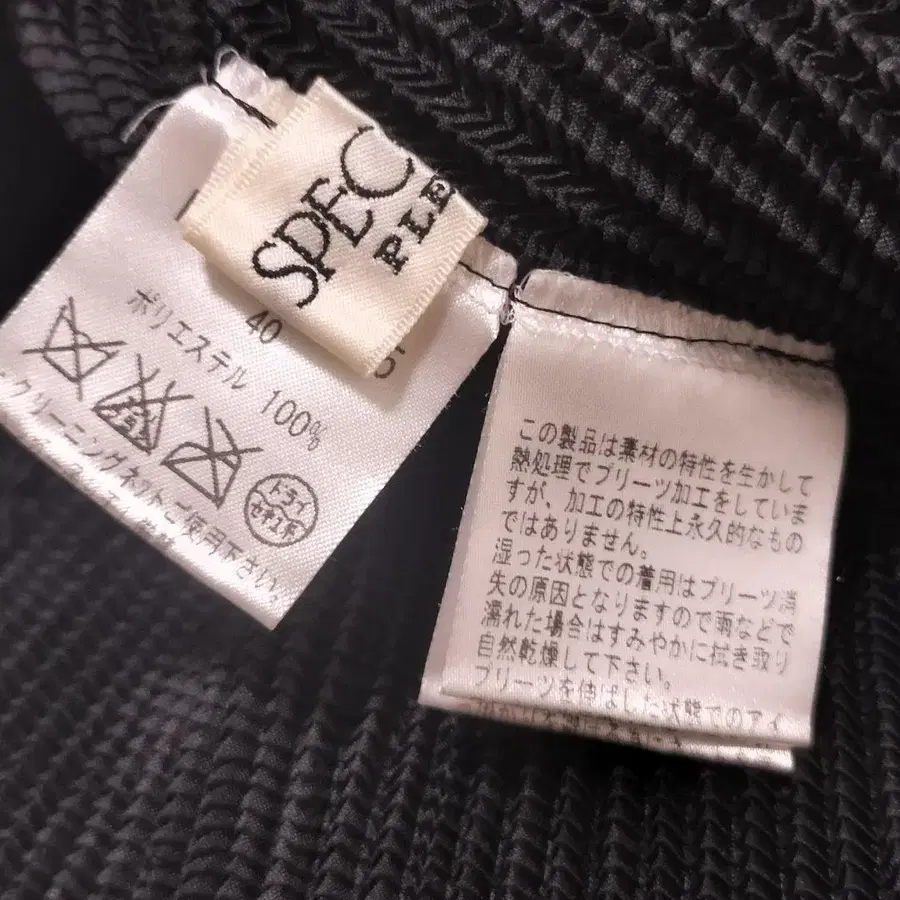 SPEC
PLE
40
ポリエステル 100%
ドライ
セキユ系
クリーニングネットご使用下さい。
この製品は素材の特性を生かして
熱処理でプリーツ加工をしていま
すが、加工の特性上永久的なもの
ではありません。
湿った状態での着用はプリーツ消
失の原因となりますので雨などで
濡れた場合はすみやかに拭き取り
自然乾燥して下さい。
プリーツを伸ばした状態でのアイ